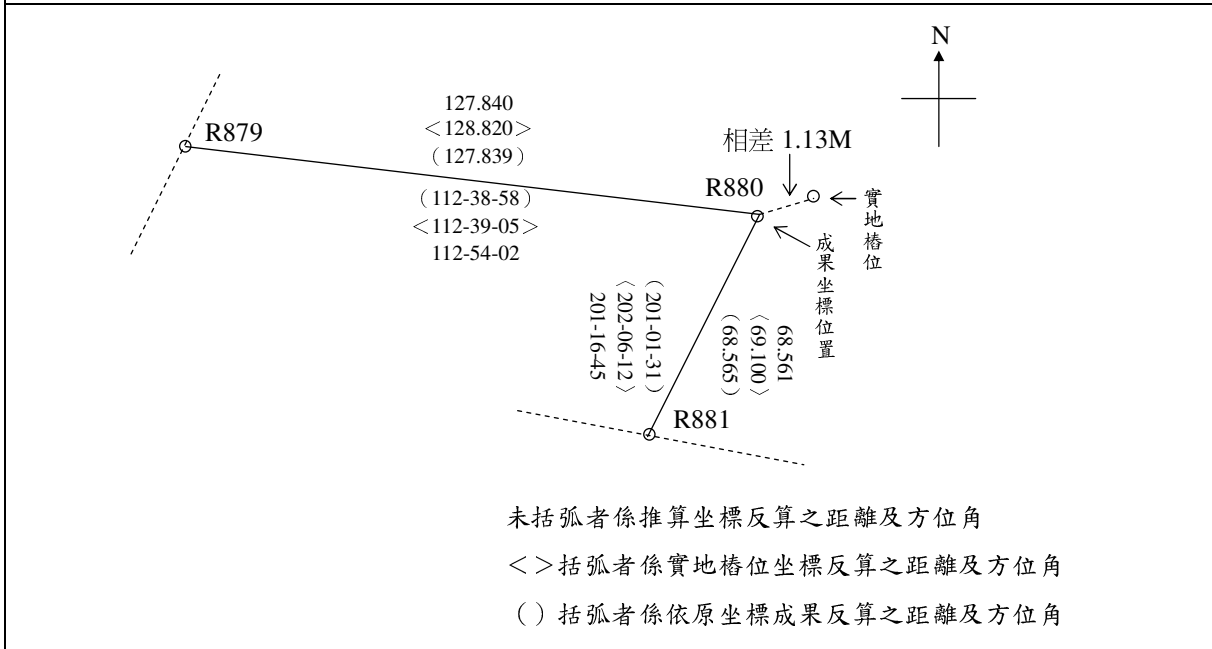 N
127.840
R879
＜128.820＞
相差 1.13M
（127.839）
R880
（112-38-58）
＜112-39-05＞
112-54-02
實地樁位
成果坐標位置
（201-01-31）
〈202-06-12〉
201-16-45
68.561
〈69.100〉
（68.565）
R881
未括弧者係推算坐標反算之距離及方位角
＜＞括弧者係實地樁位坐標反算之距離及方位角
（）括弧者係依原坐標成果反算之距離及方位角